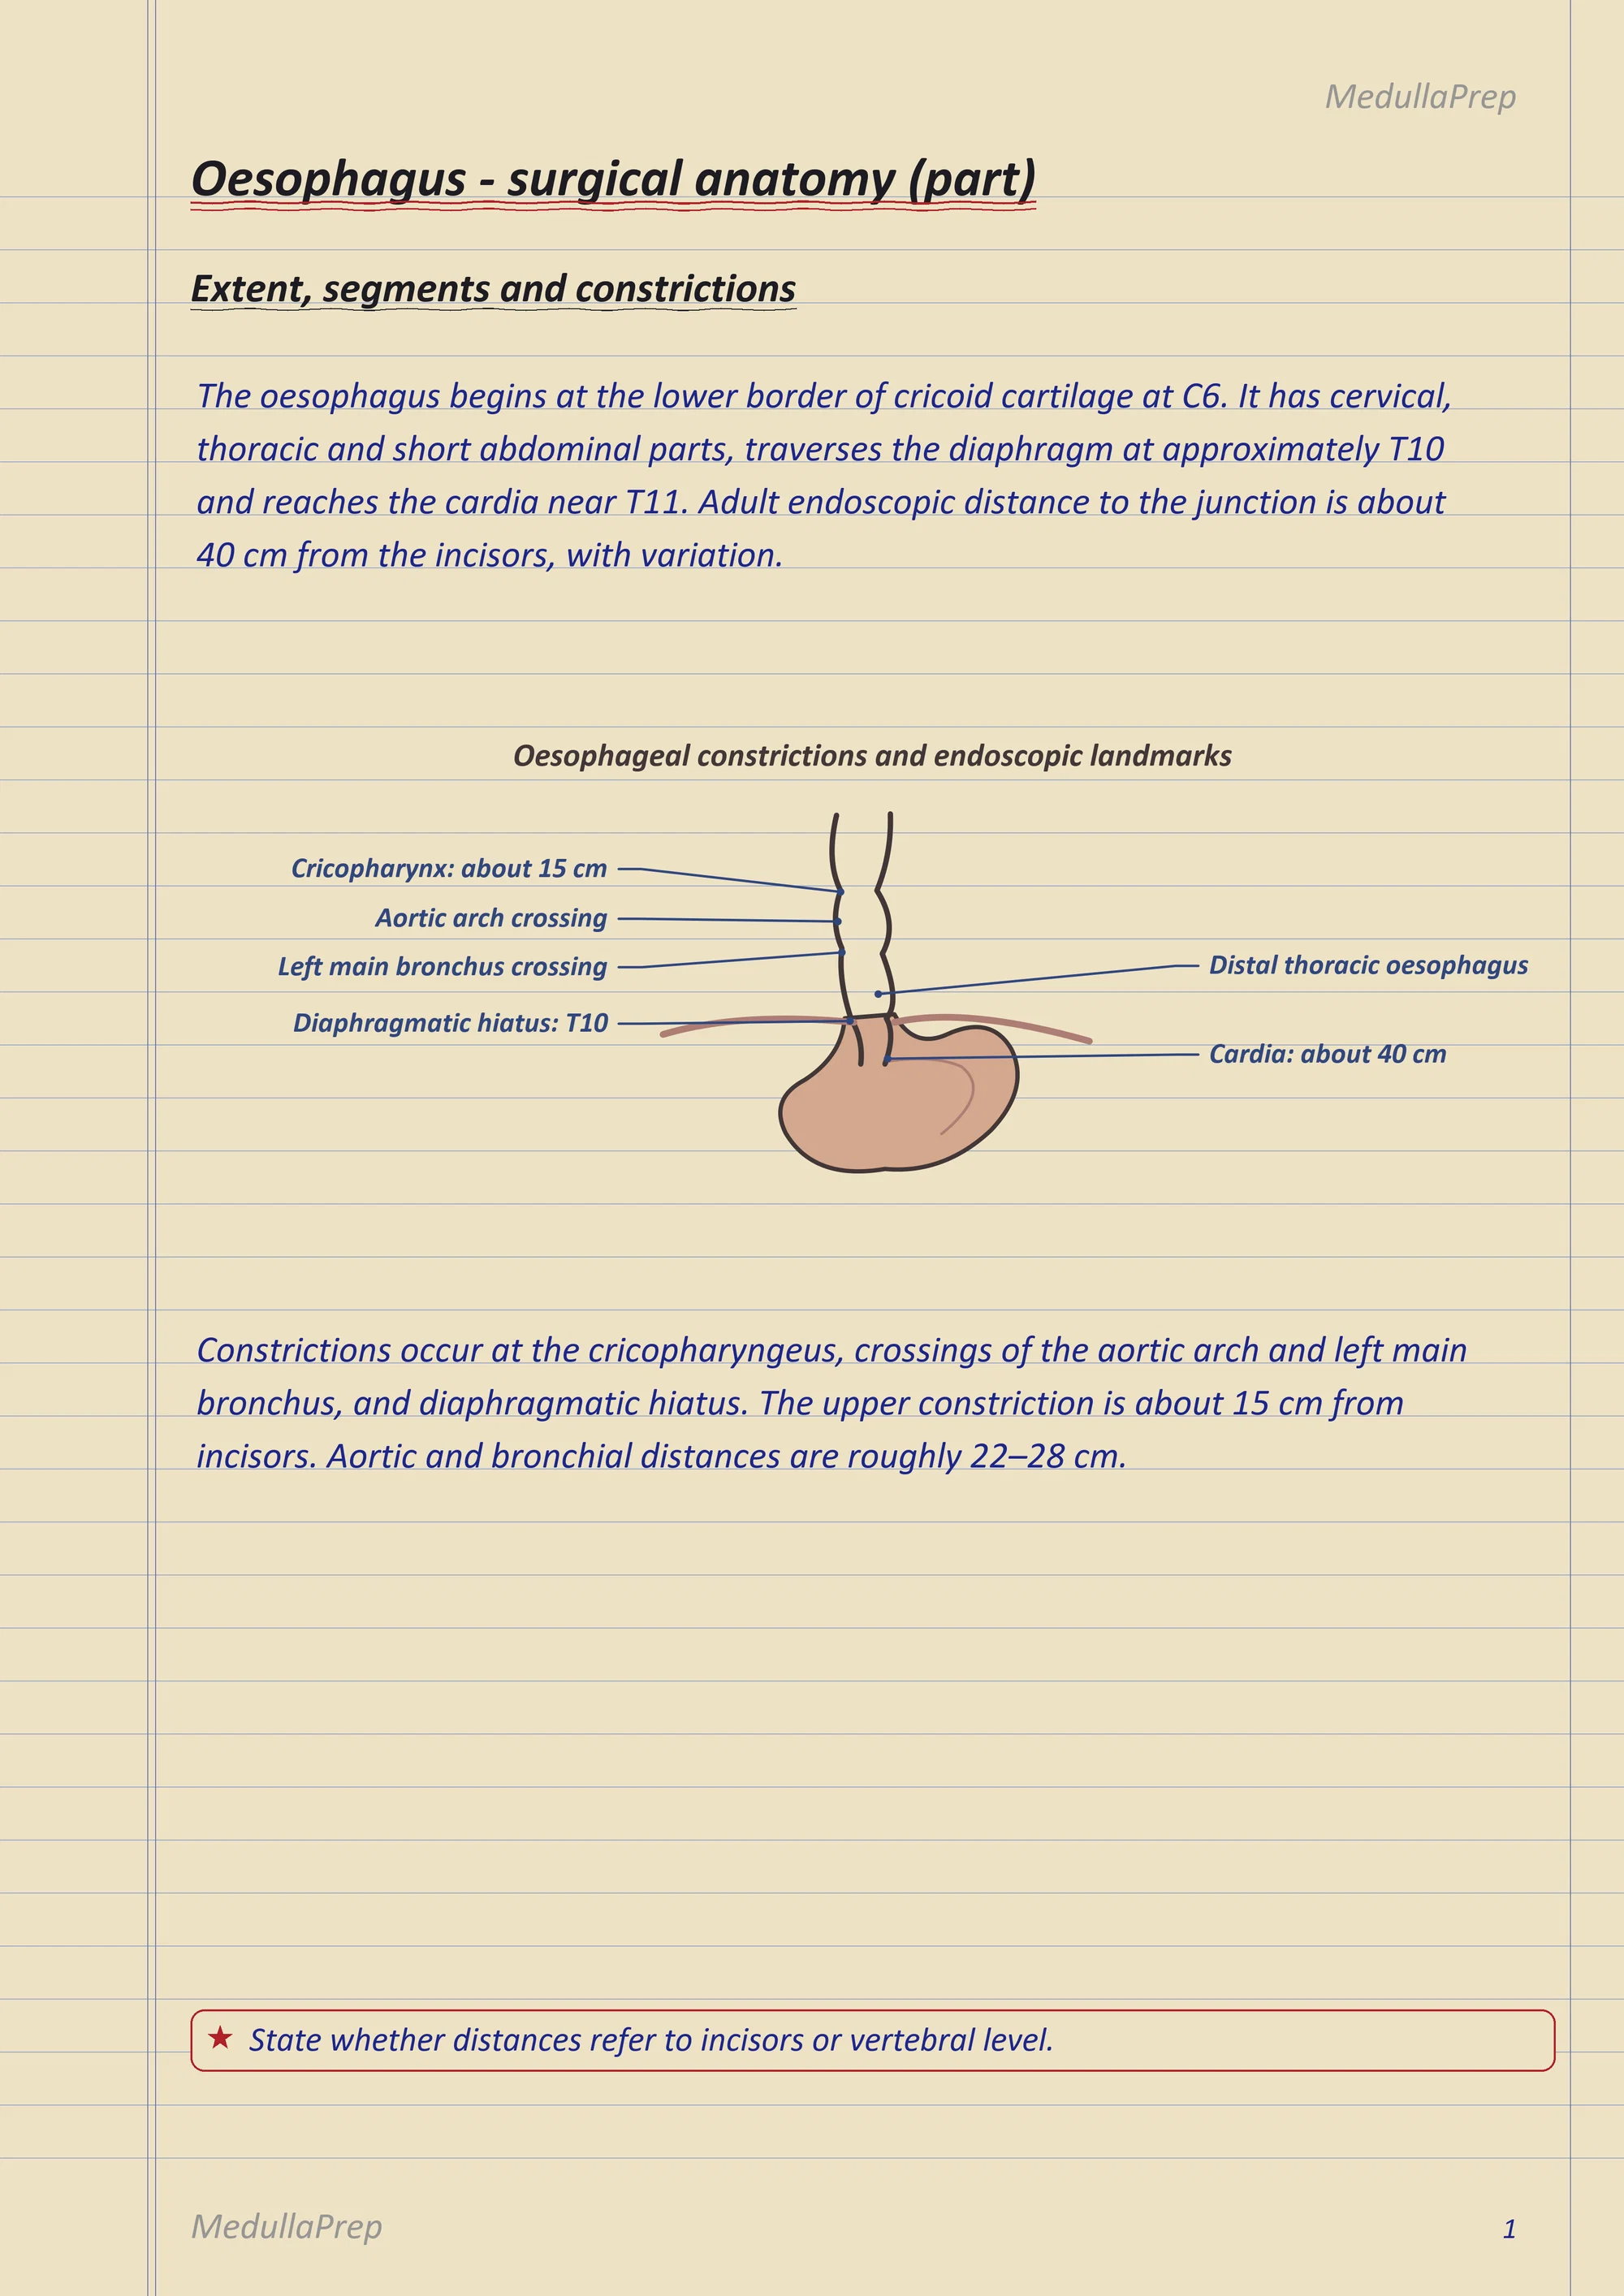 MedullaPrep
Oesophagus - surgical anatomy (part)
Extent, segments and constrictions
The oesophagus begins at the lower border of cricoid cartilage at C6. It has cervical,
thoracic and short abdominal parts, traverses the diaphragm at approximately T10
and reaches the cardia near T11. Adult endoscopic distance to the junction is about
40 cm from the incisors, with variation.
Oesophageal constrictions and endoscopic landmarks
Cricopharynx: about 15 cm
Aortic arch crossing
Left main bronchus crossing
Distal thoracic oesophagus
Diaphragmatic hiatus: T10
Cardia: about 40 cm
Constrictions occur at the cricopharyngeus, crossings of the aortic arch and left main
bronchus, and diaphragmatic hiatus. The upper constriction is about 15 cm from
incisors. Aortic and bronchial distances are roughly 22–28 cm.
★ State whether distances refer to incisors or vertebral level.
MedullaPrep
1